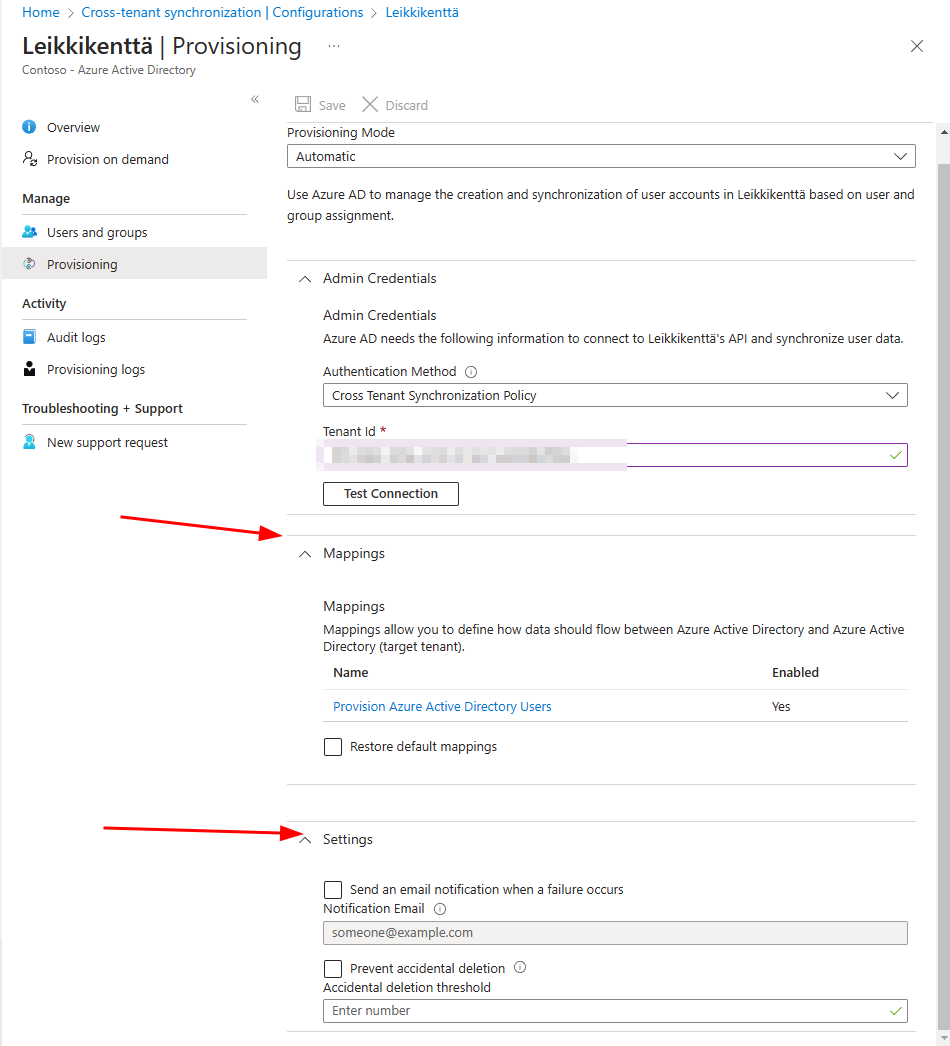 Home > Cross-tenant synchronization | Configurations > Leikkikenttä
Leikkikenttä | Provisioning ...
Contoso - Azure Active Directory
Overview
Provision on demand
Manage
Users and groups
Provisioning
Activity
Audit logs
Provisioning logs
Troubleshooting + Support
New support request
Save Discard
Provisioning Mode
Automatic
Use Azure AD to manage the creation and synchronization of user accounts in Leikkikenttä based on user and
group assignment.
Admin Credentials
Admin Credentials
Azure AD needs the following information to connect to Leikkikenttä's API and synchronize user data.
Authentication Method
Cross Tenant Synchronization Policy
Tenant Id *
Test Connection
Mappings
Mappings
Mappings allow you to define how data should flow between Azure Active Directory and Azure Active
Directory (target tenant).
Name Enabled
Provision Azure Active Directory Users Yes
Restore default mappings
Settings
Send an email notification when a failure occurs
Notification Email
someone@example.com
Prevent accidental deletion
Accidental deletion threshold
Enter number